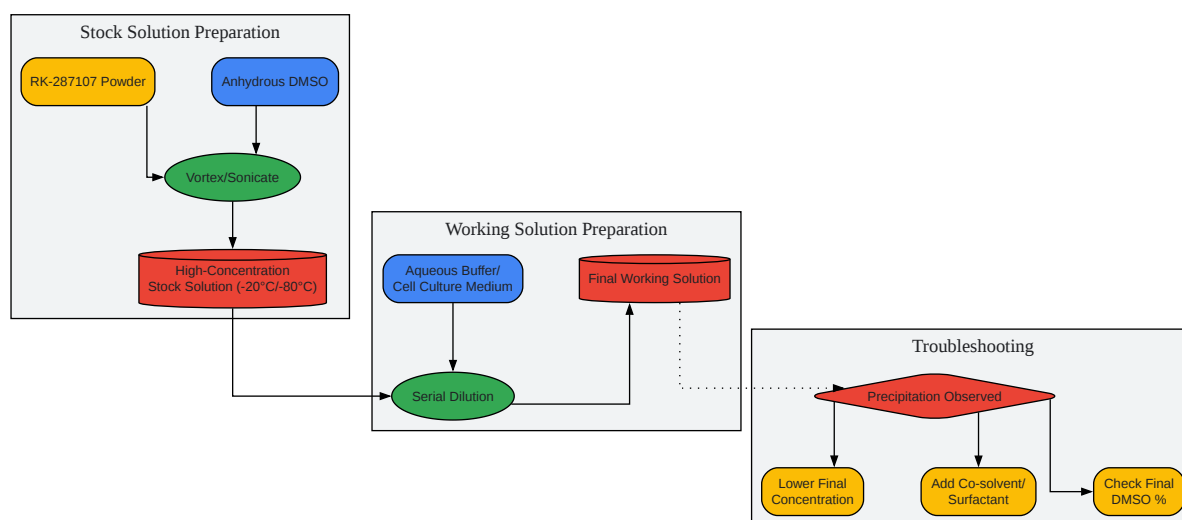 Stock Solution Preparation
RK-287107 Powder
Anhydrous DMSO
Vortex/Sonicate
High-Concentration
Stock Solution (-20°C/-80°C)
Working Solution Preparation
Aqueous Buffer/
Cell Culture Medium
Final Working Solution
Serial Dilution
Troubleshooting
Precipitation Observed
Lower Final
Concentration
Add Co-solvent/
Surfactant
Check Final
DMSO %